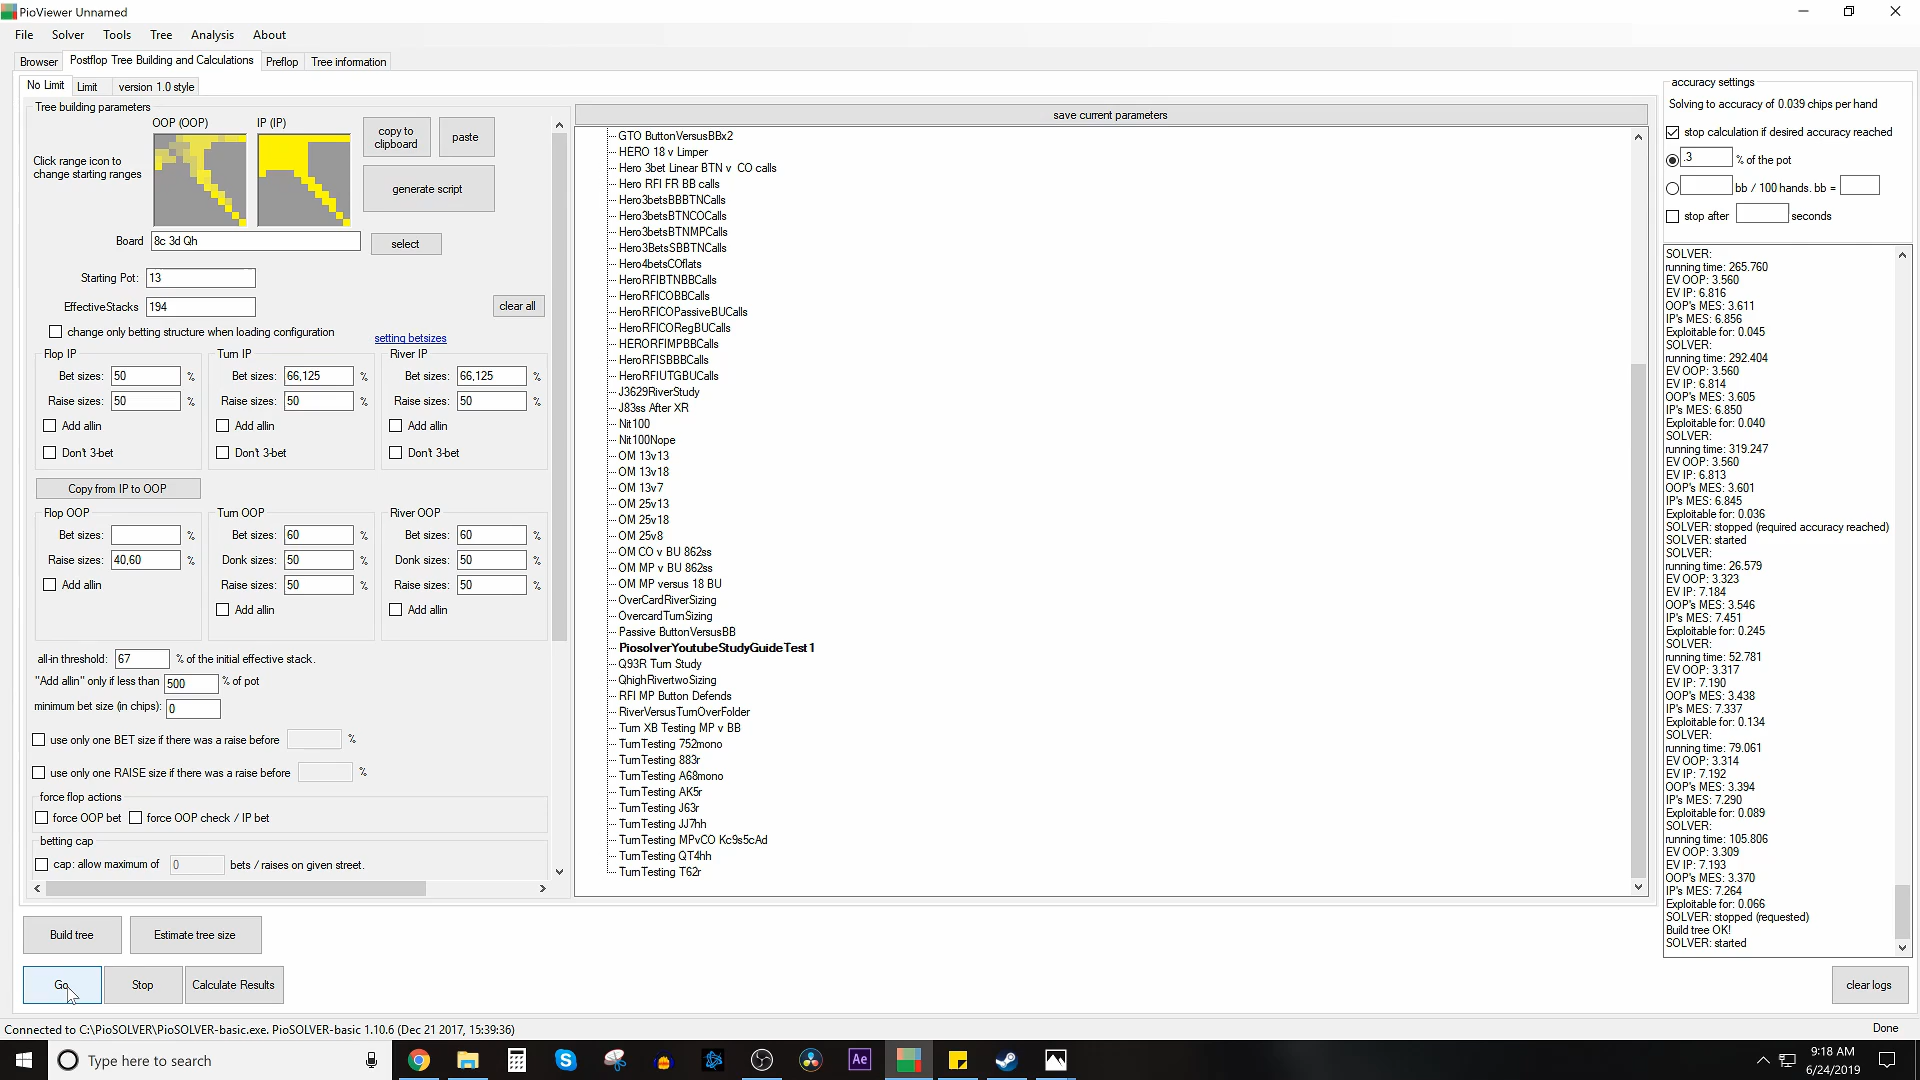 PioViewer Unnamed
File Solver Tools Tree Analysis About
Browser Postflop Tree Building and Calculations Preflop Tree information
No Limit Limit version 1.0 style
Tree building parameters
OOP (OOP) IP (IP)
copy to
clipboard
paste
Click range icon to
change starting ranges
generate script
Board 8c 3d Qh select
Starting Pot: 13
EffectiveStacks 194 clear all
change only betting structure when loading configuration
setting betsizes
Flop IP Turn IP River IP
Bet sizes: 50 % Bet sizes: 66,125 % Bet sizes: 66,125 %
Raise sizes: 50 % Raise sizes: 50 % Raise sizes: 50 %
Add allin Add allin Add allin
Don't 3-bet Don't 3-bet Don't 3-bet
Copy from IP to OOP
Flop OOP Turn OOP River OOP
Bet sizes: % Bet sizes: 60 % Bet sizes: 60 %
Raise sizes: 40,60 % Donk sizes: 50 % Donk sizes: 50 %
Add allin Raise sizes: 50 % Raise sizes: 50 %
Add allin Add allin
all-in threshold: 67 % of the initial effective stack.
"Add allin" only if less than 500 % of pot
minimum bet size (in chips): 0
use only one BET size if there was a raise before %
use only one RAISE size if there was a raise before %
force flop actions
force OOP bet force OOP check / IP bet
betting cap
cap: allow maximum of 0 bets / raises on given street.
Build tree Estimate tree size
Go Stop Calculate Results
save current parameters
GTO ButtonVersusBBx2
HERO 18 v Limper
Hero 3bet Linear BTN v CO calls
Hero RFI FR BB calls
Hero3betsBBBTNCalls
Hero3betsBTNCOCalls
Hero3betsBTNMPCalls
Hero3BetsSBBTNCalls
Hero4betsCOflats
HeroRFIBTNBBCalls
HeroRFICOBBCalls
HeroRFICOPassiveBUCalls
HeroRFICORegBUCalls
HERORFIMPBBCalls
HeroRFISBBBCalls
HeroRFIUTGBUCalls
J3629RiverStudy
J83ss After XR
Nit100
Nit100Nope
OM 13v13
OM 13v18
OM 13v7
OM 25v13
OM 25v18
OM 25v8
OM CO v BU 862ss
OM MP v BU 862ss
OM MP versus 18 BU
OverCardRiverSizing
OvercardTurnSizing
Passive ButtonVersusBB
PiosolverYoutubeStudyGuideTest1
Q93R Turn Study
QhighRivertwoSizing
RFI MP Button Defends
RiverVersusTurnOverFolder
Turn XB Testing MP v BB
TurnTesting 752mono
TurnTesting 883r
TurnTesting A68mono
TurnTesting AK5r
TurnTesting J63r
TurnTesting JJ7hh
TurnTesting MPvCO Kc9s5cAd
TurnTesting QT4hh
TurnTesting T62r
accuracy settings
Solving to accuracy of 0.039 chips per hand
stop calculation if desired accuracy reached
.3 % of the pot
bb / 100 hands. bb =
stop after seconds
SOLVER:
running time: 265.760
EV OOP: 3.560
EV IP: 6.816
OOP's MES: 3.611
IP's MES: 6.856
Exploitable for: 0.045
SOLVER:
running time: 292.404
EV OOP: 3.560
EV IP: 6.814
OOP's MES: 3.605
IP's MES: 6.850
Exploitable for: 0.040
SOLVER:
running time: 319.247
EV OOP: 3.560
EV IP: 6.813
OOP's MES: 3.601
IP's MES: 6.845
Exploitable for: 0.036
SOLVER: stopped (required accuracy reached)
SOLVER: started
SOLVER:
running time: 26.579
EV OOP: 3.323
EV IP: 7.184
OOP's MES: 3.546
IP's MES: 7.451
Exploitable for: 0.245
SOLVER:
running time: 52.781
EV OOP: 3.317
EV IP: 7.190
OOP's MES: 3.438
IP's MES: 7.337
Exploitable for: 0.134
SOLVER:
running time: 79.061
EV OOP: 3.314
EV IP: 7.192
OOP's MES: 3.394
IP's MES: 7.290
Exploitable for: 0.089
SOLVER:
running time: 105.806
EV OOP: 3.309
EV IP: 7.193
OOP's MES: 3.370
IP's MES: 7.264
Exploitable for: 0.066
SOLVER: stopped (requested)
Build tree OK!
SOLVER: started
clear logs
Connected to C:\PioSOLVER\PioSOLVER-basic.exe. PioSOLVER-basic 1.10.6 (Dec 21 2017, 15:39:36) Done
Type here to search
Ae
9:18 AM
6/24/2019